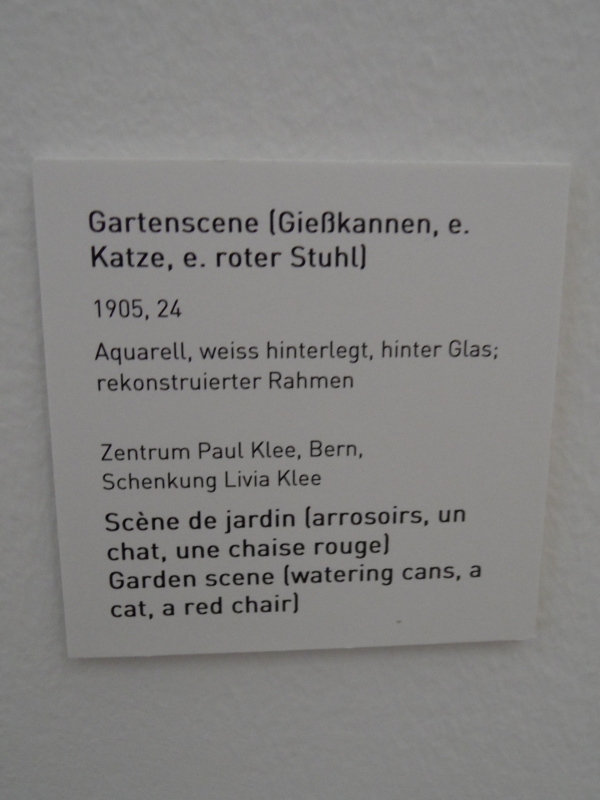 Gartenscene (Gießkannen, e.
Katze, e. roter Stuhl)
1905, 24
Aquarell, weiss hinterlegt, hinter Glas;
rekonstruierter Rahmen
Zentrum Paul Klee, Bern,
Schenkung Livia Klee
Scène de jardin (arrosoirs, un
chat, une chaise rouge)
Garden scene (watering cans, a
cat, a red chair)